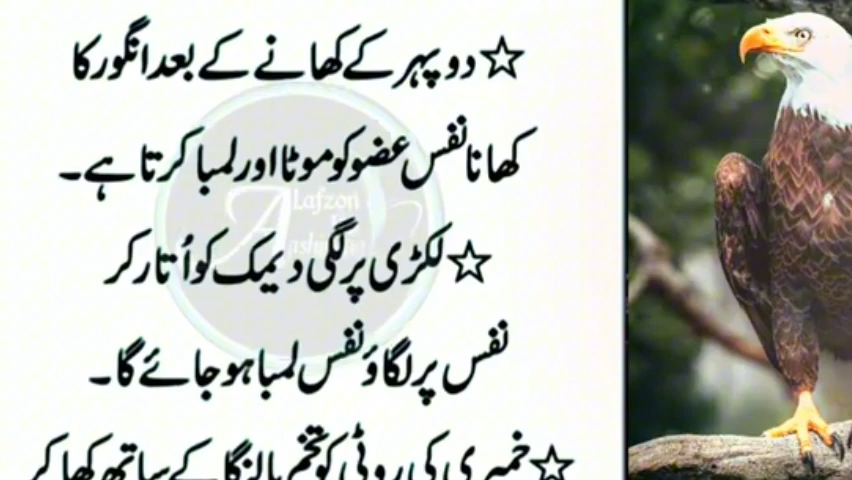 ☆ دوپہر کے کھانے کے بعد انگور کا
کھانا نفس عضو کو موٹا اور لمبا کرتا ہے۔
☆ لکڑی پر لگی دیمک کو اُتار کر
نفس پر لگاؤ نفس لمبا ہو جائے گا۔
☆ خمیری کی روٹی کو تخم بالنگا کے ساتھ کھا کر
Lafzon